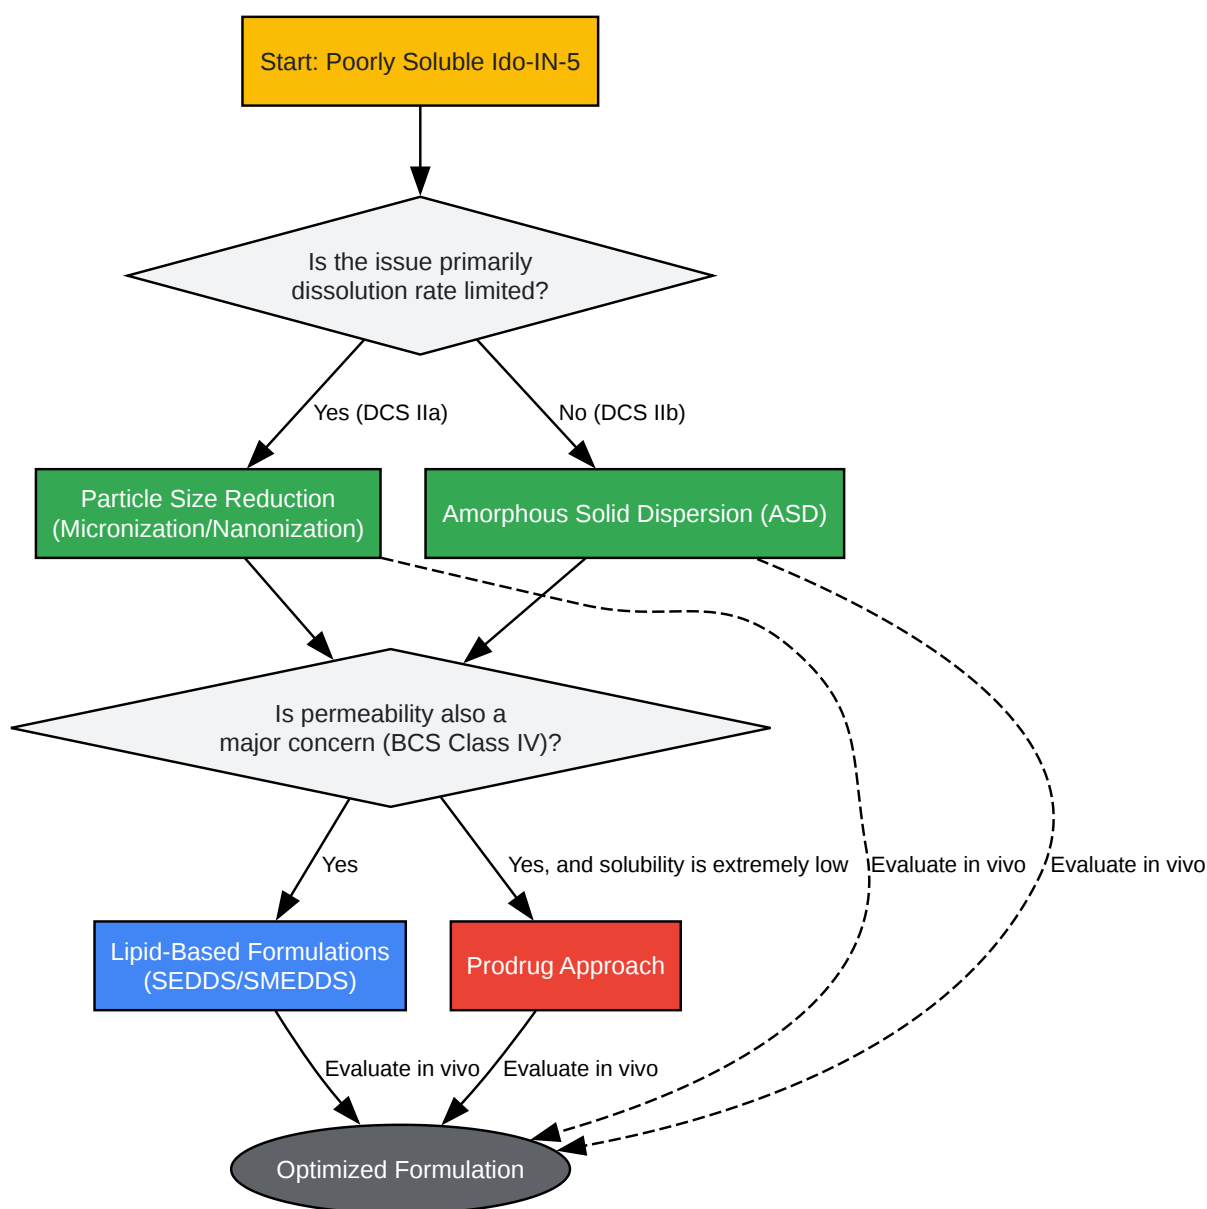 Start: Poorly Soluble Ido-IN-5
Is the issue primarily
dissolution rate limited?
Yes (DCS IIa)
No (DCS IIb)
Particle Size Reduction
(Micronization/Nanonization)
Amorphous Solid Dispersion (ASD)
Is permeability also a
major concern (BCS Class IV)?
Yes
Yes, and solubility is extremely low
Evaluate in vivo
Evaluate in vivo
Lipid-Based Formulations
(SEDDS/SMEDDS)
Prodrug Approach
Evaluate in vivo
Evaluate in vivo
Optimized Formulation